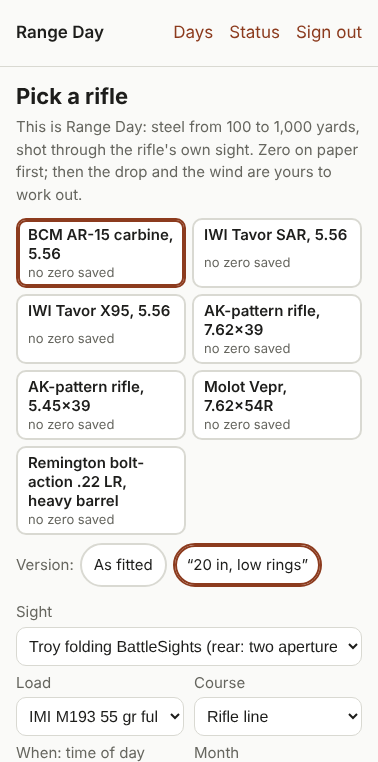 Range Day
Days Status Sign out
Pick a rifle
This is Range Day: steel from 100 to 1,000 yards,
shot through the rifle's own sight. Zero on paper
first; then the drop and the wind are yours to
work out.
BCM AR-15 carbine,
5.56
no zero saved
IWI Tavor SAR, 5.56
no zero saved
IWI Tavor X95, 5.56
no zero saved
AK-pattern rifle,
7.62×39
no zero saved
AK-pattern rifle,
5.45×39
no zero saved
Molot Vepr,
7.62×54R
no zero saved
Remington bolt-
action .22 LR,
heavy barrel
no zero saved
Version: As fitted “20 in, low rings”
Sight
Troy folding BattleSights (rear: two aperture
Load
IMI M193 55 gr ful
Course
Rifle line
When: time of day
Month